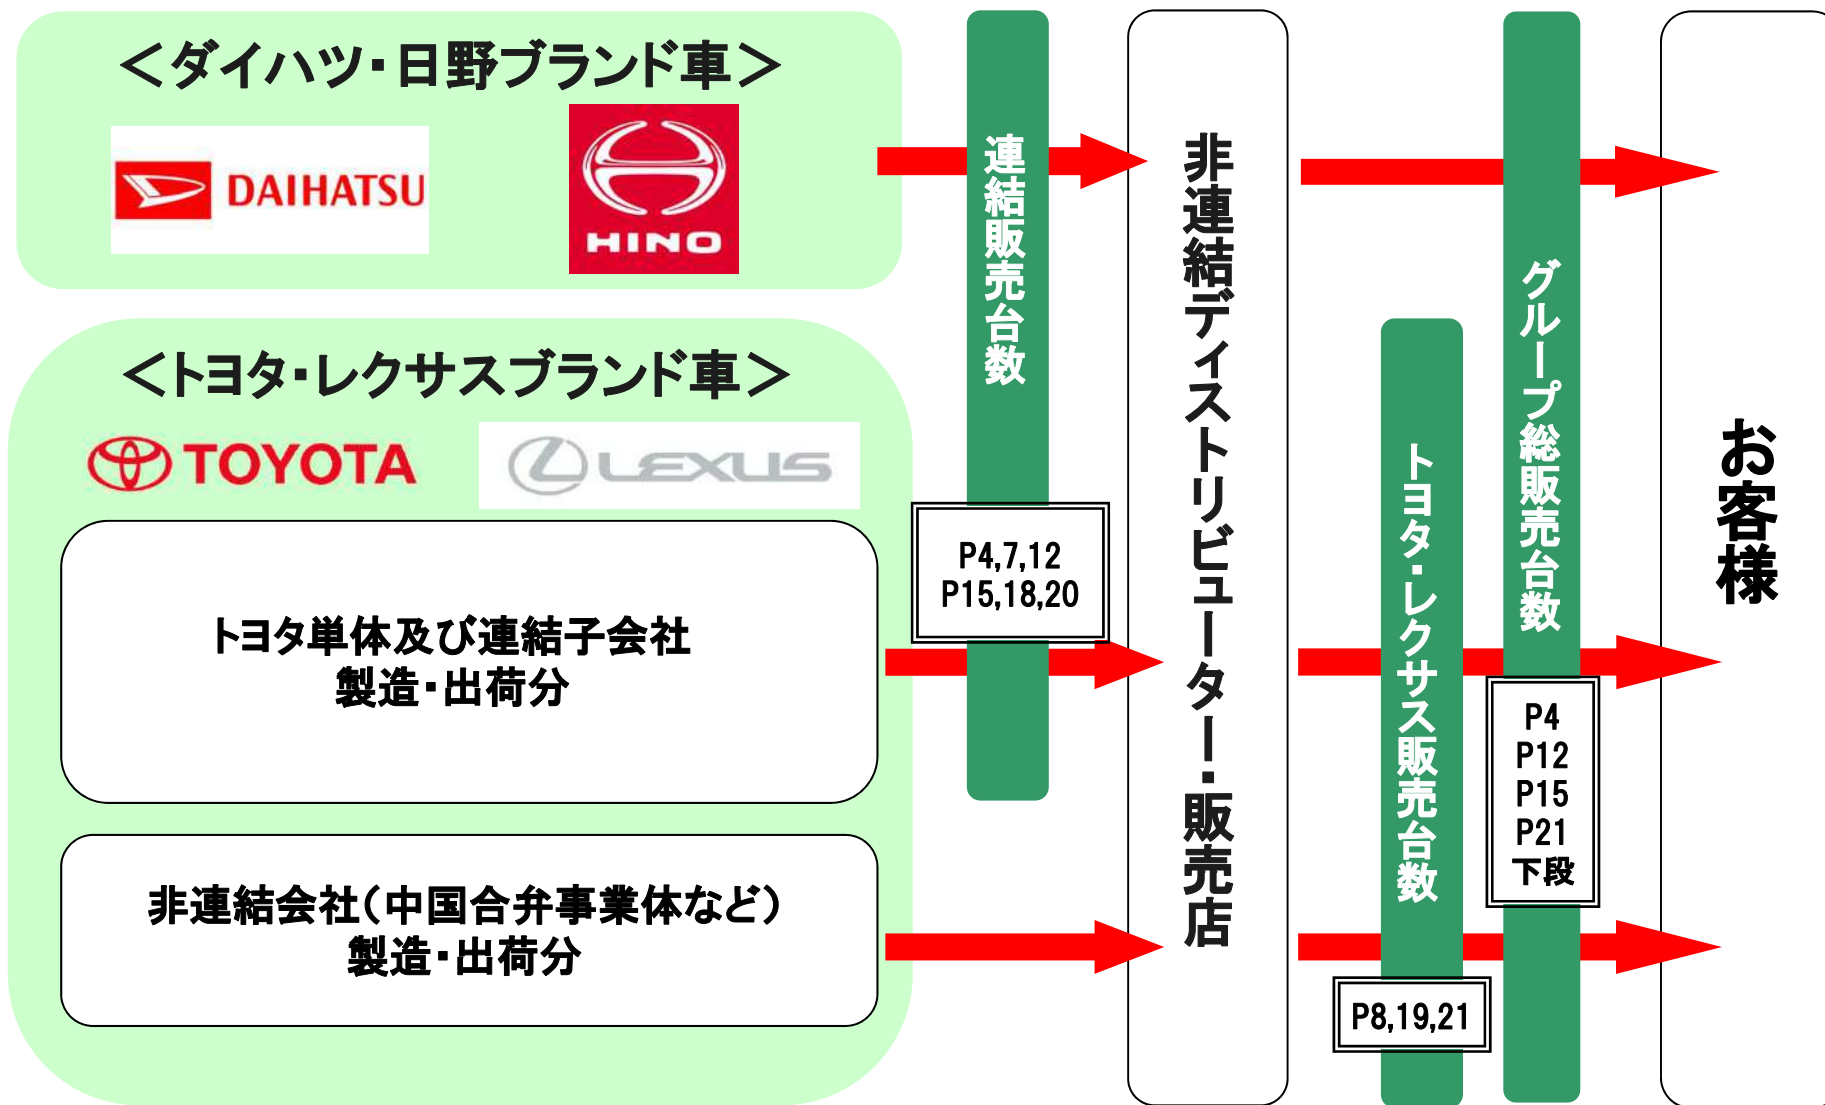 ＜ダイハツ・日野ブランド車＞
DAIHATSU
HINO
＜トヨタ・レクサスブランド車＞
TOYOTA
LEXUS
トヨタ単体及び連結子会社
製造・出荷分
非連結会社（中国合弁事業体など）
製造・出荷分
連結販売台数
P4,7,12
P15,18,20
非連結ディストリビューター・販売店
トヨタ・レクサス販売台数
P8,19,21
グループ総販売台数
P4
P12
P15
P21
下段
お客様